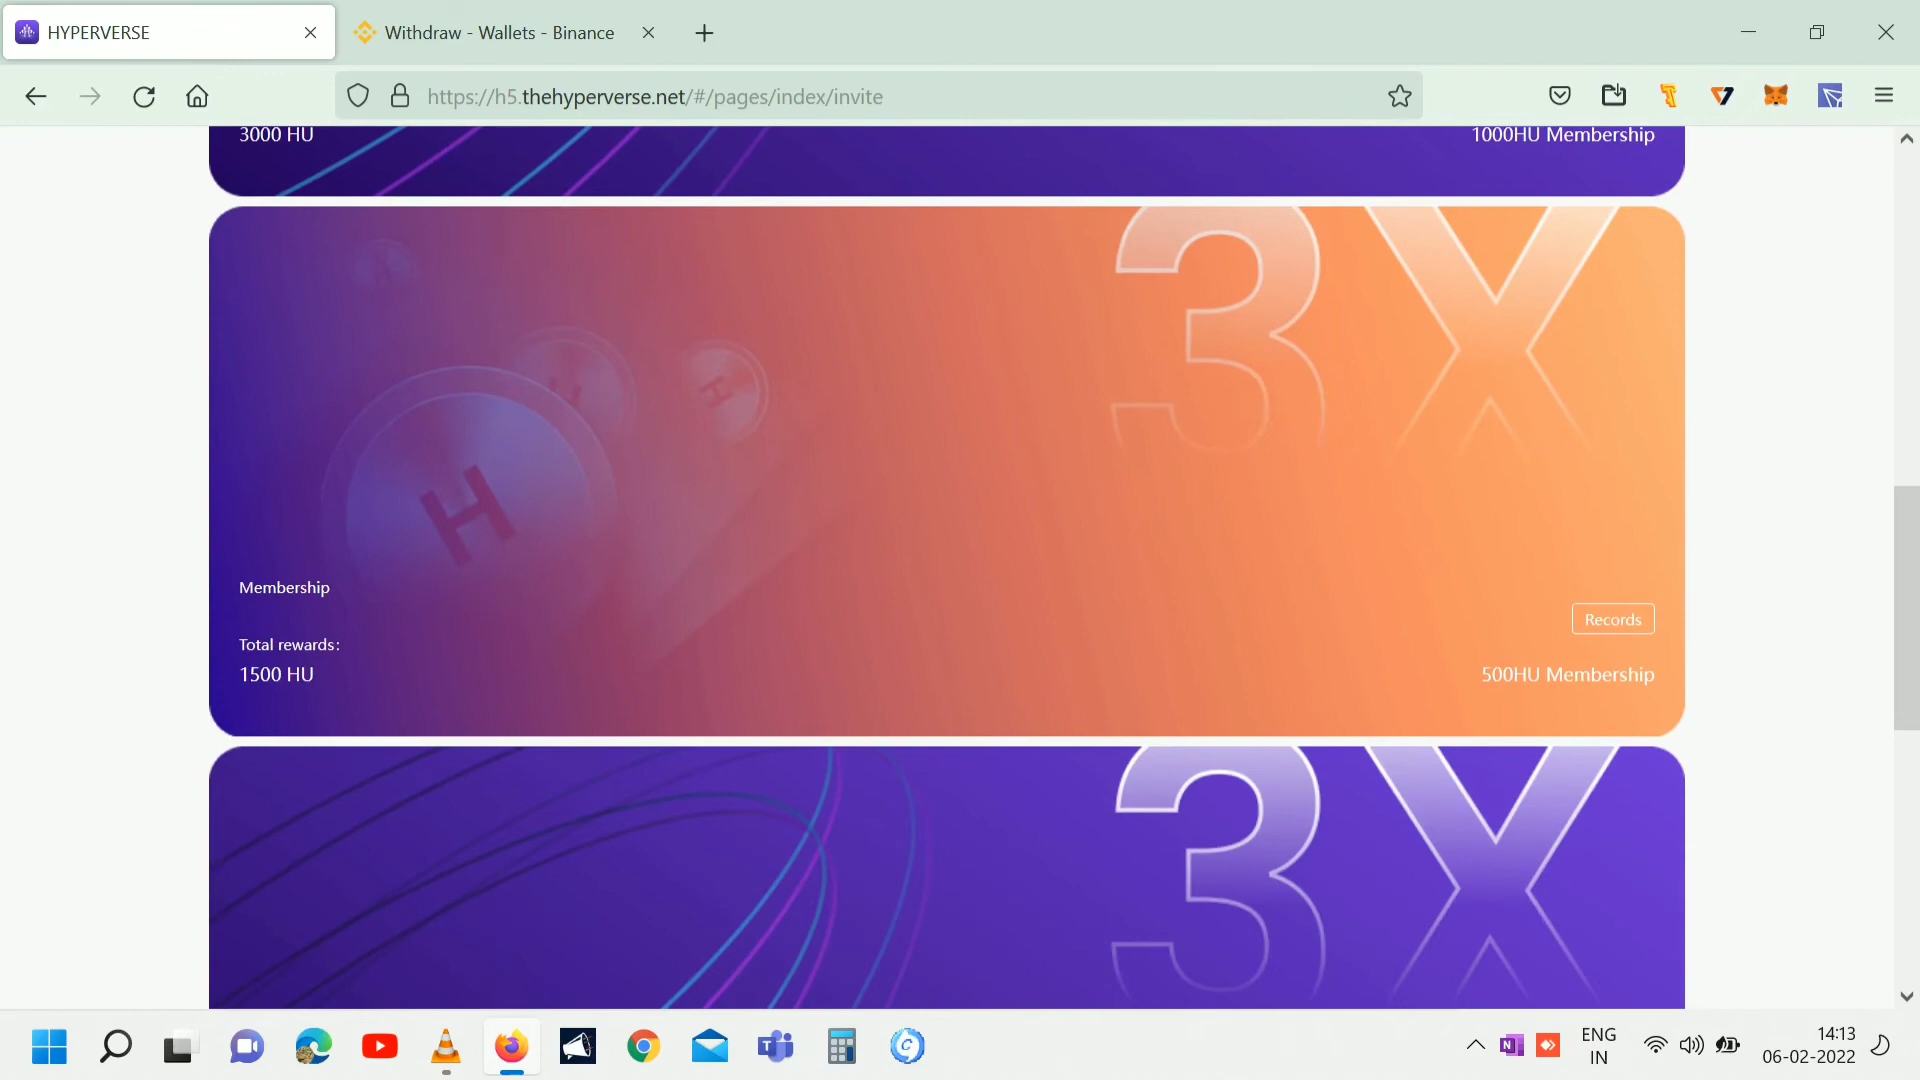 HYPERVERSE
Withdraw - Wallets - Binance
https://h5.thehyperverse.net/#/pages/index/invite
3000 HU
1000HU Membership
3X
H
H
H
Membership
Records
Total rewards:
1500 HU
500HU Membership
3X
ENG
IN
14:13
06-02-2022